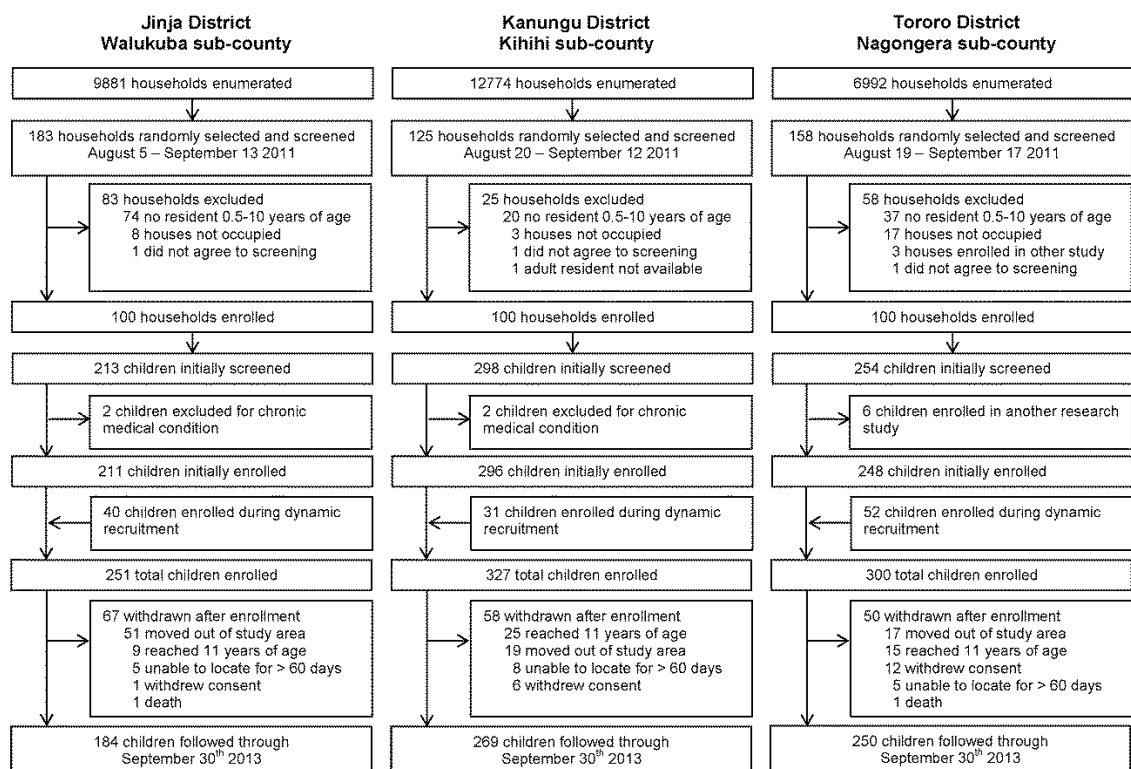 Jinja District
Walukuba sub-county
9881 households enumerated
183 households randomly selected and screened
August 5 – September 13 2011
83 households excluded
74 no resident 0.5-10 years of age
8 houses not occupied
1 did not agree to screening
100 households enrolled
213 children initially screened
2 children excluded for chronic
medical condition
211 children initially enrolled
40 children enrolled during dynamic
recruitment
251 total children enrolled
67 withdrawn after enrollment
51 moved out of study area
9 reached 11 years of age
5 unable to locate for > 60 days
1 withdrew consent
1 death
184 children followed through
September 30th 2013
Kanungu District
Kihihi sub-county
12774 households enumerated
125 households randomly selected and screened
August 20 – September 12 2011
25 households excluded
20 no resident 0.5-10 years of age
3 houses not occupied
1 did not agree to screening
1 adult resident not available
100 households enrolled
298 children initially screened
2 children excluded for chronic
medical condition
296 children initially enrolled
31 children enrolled during dynamic
recruitment
327 total children enrolled
58 withdrawn after enrollment
25 reached 11 years of age
19 moved out of study area
8 unable to locate for > 60 days
6 withdrew consent
269 children followed through
September 30th 2013
Tororo District
Nagongera sub-county
6992 households enumerated
158 households randomly selected and screened
August 19 – September 17 2011
58 households excluded
37 no resident 0.5-10 years of age
17 houses not occupied
3 houses enrolled in other study
1 did not agree to screening
100 households enrolled
254 children initially screened
6 children enrolled in another research
study
248 children initially enrolled
52 children enrolled during dynamic
recruitment
300 total children enrolled
50 withdrawn after enrollment
17 moved out of study area
15 reached 11 years of age
12 withdrew consent
5 unable to locate for > 60 days
1 death
250 children followed through
September 30th 2013